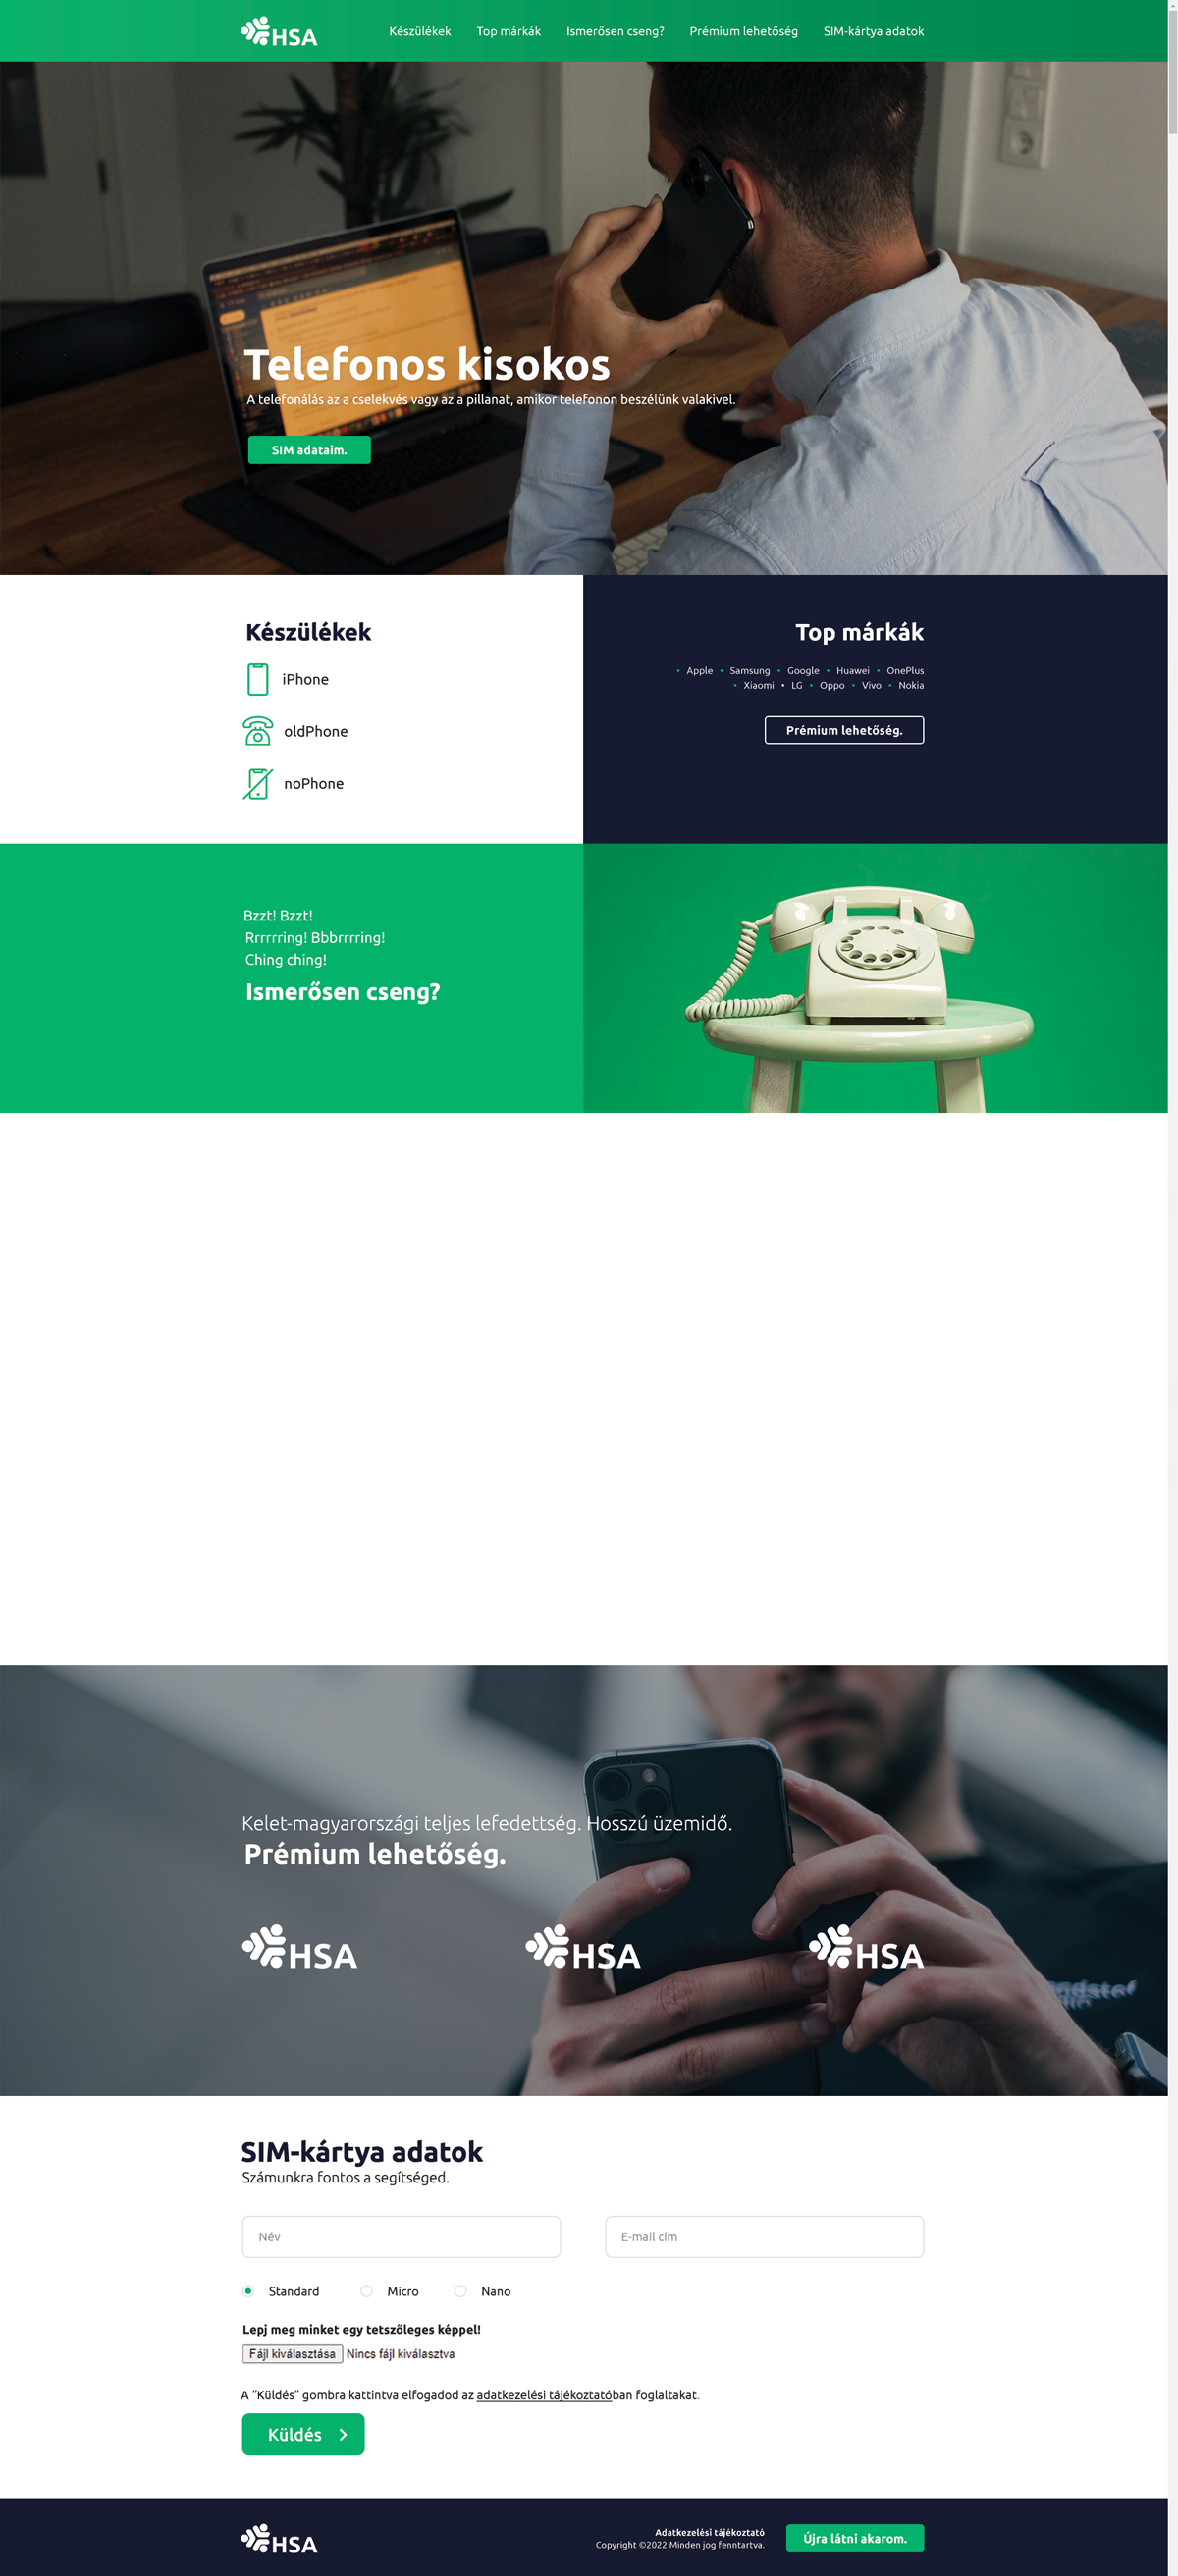 HSA
Készülékek Top márkák Ismerősen cseng? Prémium lehetőség SIM-kártya adatok
Telefonos kisokos
A telefonálás az a cselekvés vagy az a pillanat, amikor telefonon beszélünk valakivel.
SIM adataim.
Készülékek
iPhone
oldPhone
noPhone
Top márkák
• Apple • Samsung • Google • Huawei • OnePlus
• Xiaomi • LG • Oppo • Vivo • Nokia
Prémium lehetőség.
Bzzt! Bzzt!
Rrrrrring! Bbbrrrrring!
Ching ching!
Ismerősen cseng?
Kelet-magyarországi teljes lefedettség. Hosszú üzemidő.
Prémium lehetőség.
HSA HSA HSA
SIM-kártya adatok
Számunkra fontos a segítséged.
Név E-mail cím
Standard Micro Nano
Lepj meg minket egy tetszőleges képpel!
Fájl kiválasztása Nincs fájl kiválasztva
A "Küldés" gombra kattintva elfogadod az adatkezelési tájékoztatóban foglaltakat.
Küldés
HSA
Adatkezelési tájékoztató
Copyright ©2022 Minden jog fenntartva.
Újra látni akarom.